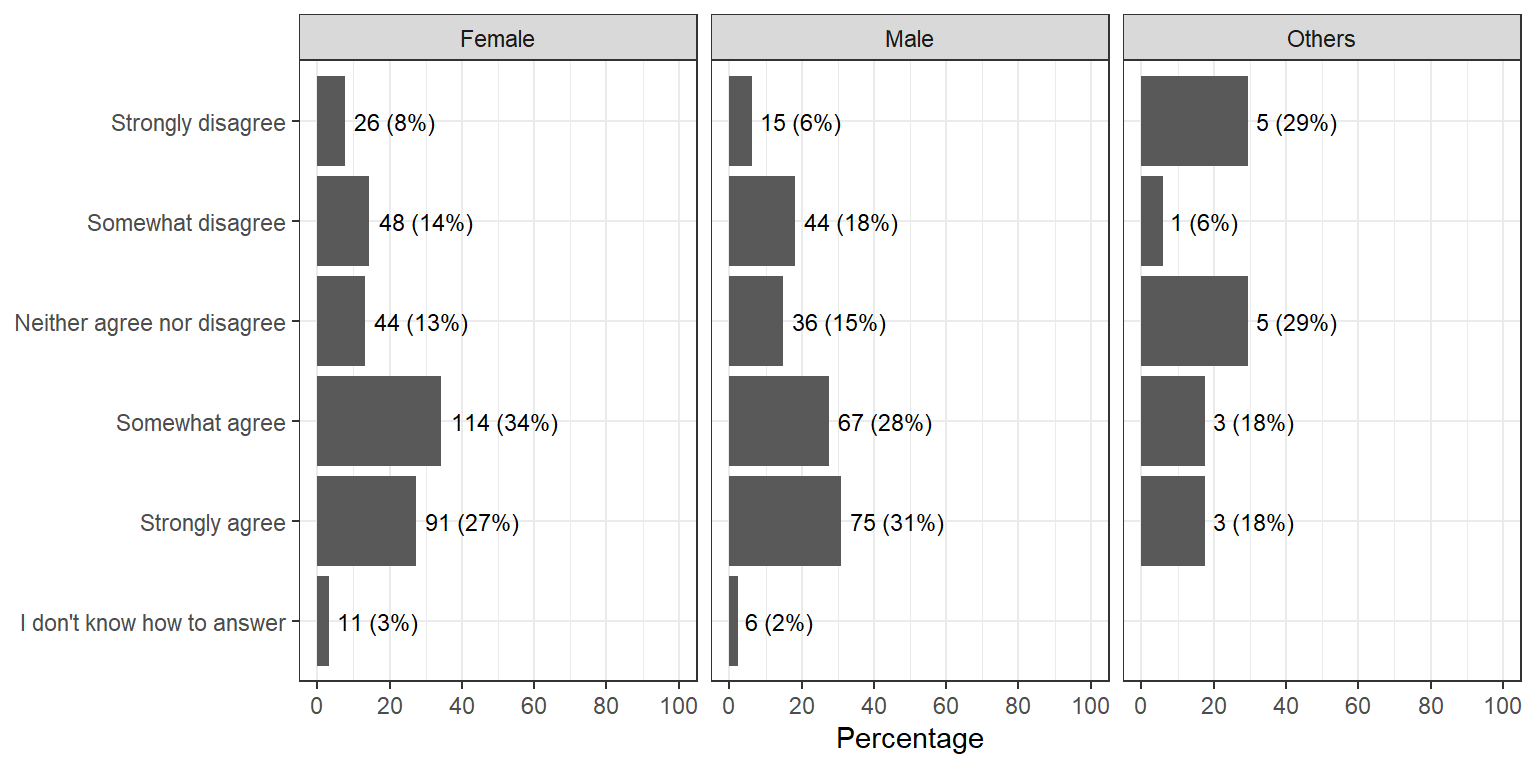 Female Male Others
Strongly disagree 26 (8%) 15 (6%) 5 (29%)
Somewhat disagree 48 (14%) 44 (18%) 1 (6%)
Neither agree nor disagree 44 (13%) 36 (15%) 5 (29%)
Somewhat agree 114 (34%) 67 (28%) 3 (18%)
Strongly agree 91 (27%) 75 (31%) 3 (18%)
I don't know how to answer 11 (3%) 6 (2%)
0 20 40 60 80 100 0 20 40 60 80 100 0 20 40 60 80 100
Percentage